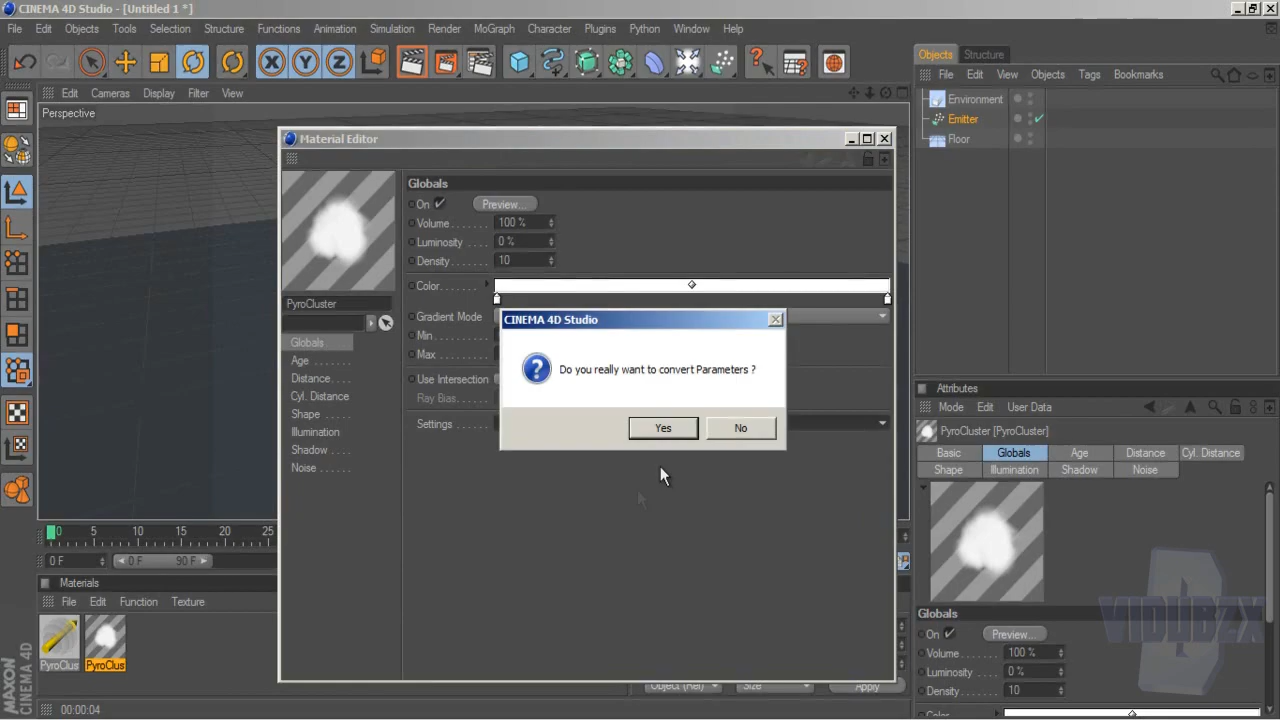 CINEMA 4D Studio - [Untitled 1 *]
File Edit Objects Tools Selection Structure Functions Animation Simulation Render MoGraph Character Plugins Python Window Help
X Y Z
Edit Cameras Display Filter View
Perspective
Material Editor
Globals
On Preview...
Volume 100 %
Luminosity 0 %
Density 10
Color
PyroCluster
Gradient Mode
Min
Max
Use Intersection
Ray Bias
Settings
Globals
Age
Distance
Cyl. Distance
Shape
Illumination
Shadow
Noise
CINEMA 4D Studio
Do you really want to convert Parameters ?
Yes No
0 5 10 15 20 25
0 F 0 F 90 F
Materials
File Edit Function Texture
PyroClus PyroClus
MAXON
CINEMA 4D
00:00:04
Object (Rel) Size Apply
Objects Structure
File Edit View Objects Tags Bookmarks
Environment
Emitter
Floor
Attributes
Mode Edit User Data
PyroCluster [PyroCluster]
Basic Globals Age Distance Cyl. Distance
Shape Illumination Shadow Noise
Globals
On Preview...
Volume 100 %
Luminosity 0 %
Density 10
Color
VIDUBZX